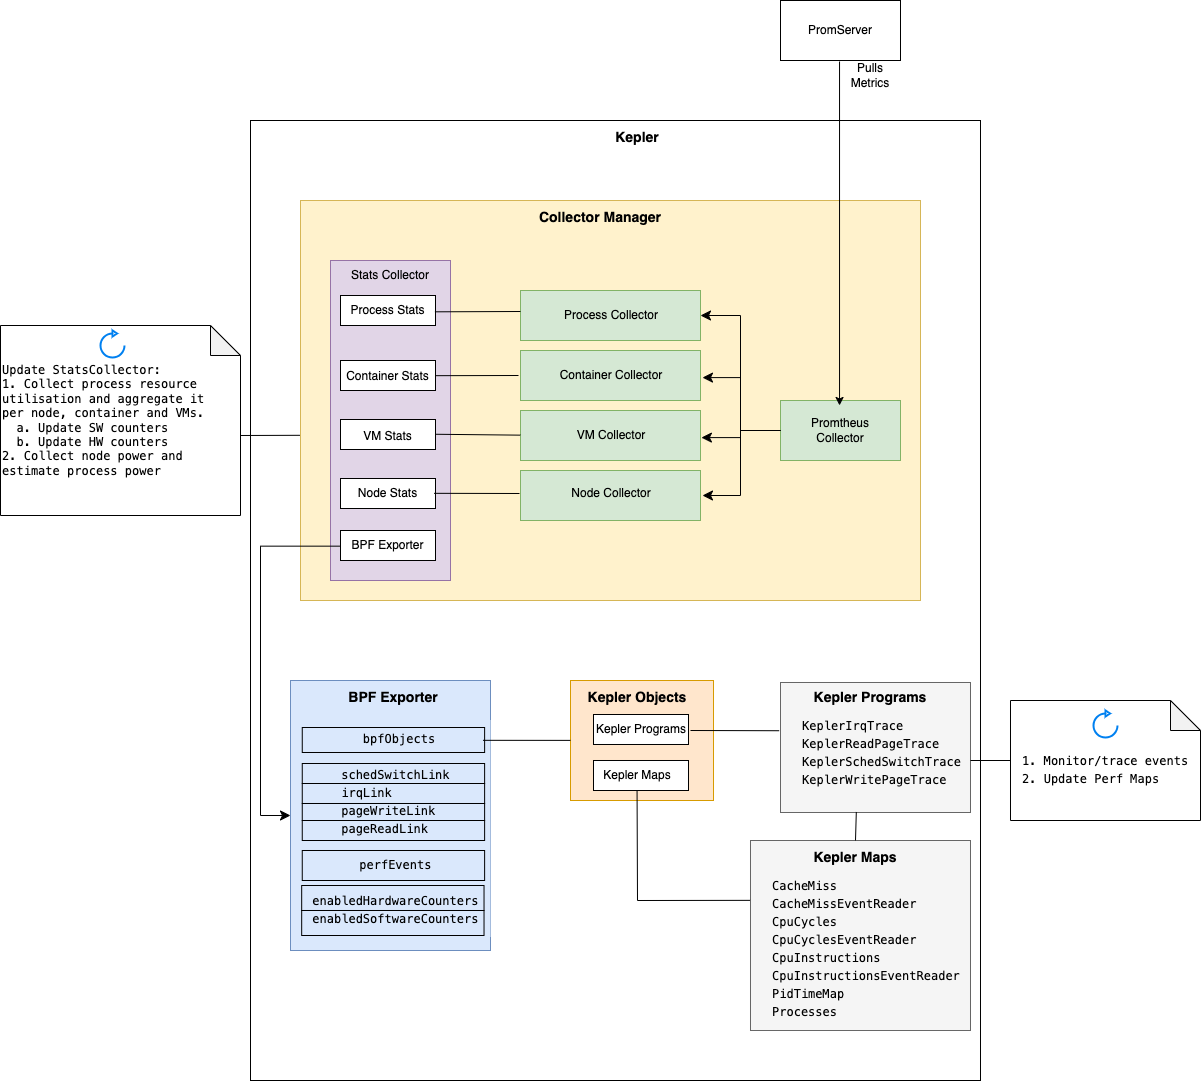 PromServer
Pulls
Metrics
Kepler
Collector Manager
Stats Collector
Process Stats
Container Stats
VM Stats
Node Stats
BPF Exporter
Process Collector
Container Collector
VM Collector
Node Collector
Promtheus
Collector
Update StatsCollector:
1. Collect process resource
utilisation and aggregate it
per node, container and VMs.
a. Update SW counters
b. Update HW counters
2. Collect node power and
estimate process power
BPF Exporter
bpfObjects
schedSwitchLink
irqLink
pageWriteLink
pageReadLink
perfEvents
enabledHardwareCounters
enabledSoftwareCounters
Kepler Objects
Kepler Programs
Kepler Maps
Kepler Programs
KeplerIrqTrace
KeplerReadPageTrace
KeplerSchedSwitchTrace
KeplerWritePageTrace
1. Monitor/trace events
2. Update Perf Maps
Kepler Maps
CacheMiss
CacheMissEventReader
CpuCycles
CpuCyclesEventReader
CpuInstructions
CpuInstructionsEventReader
PidTimeMap
Processes